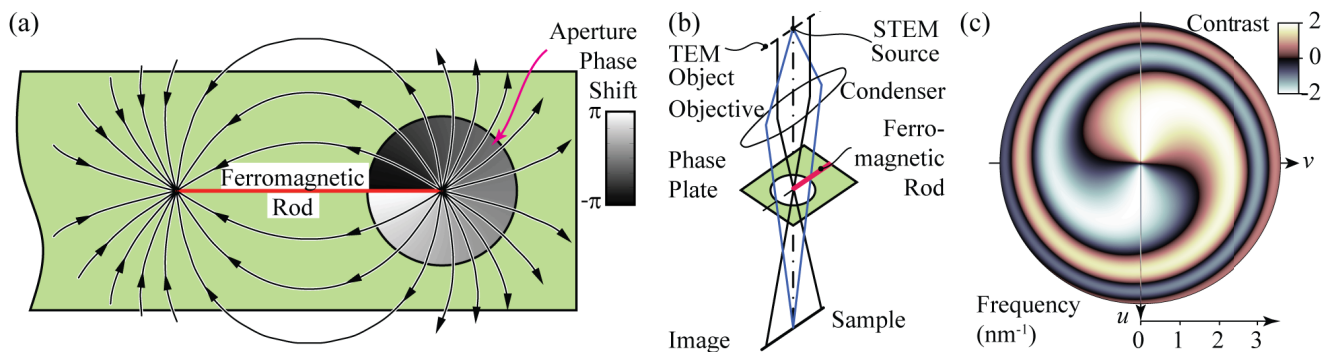 (a)
Aperture
Phase
Shift
π
-π
Ferromagnetic
Rod
(b)
TEM
Object
STEM
Source
Objective
Condenser
Phase
Plate
Ferro-
magnetic
Rod
Image
Sample
(c)
Contrast
2
0
2
v
Frequency
(nm⁻¹)
u
0 1 2 3